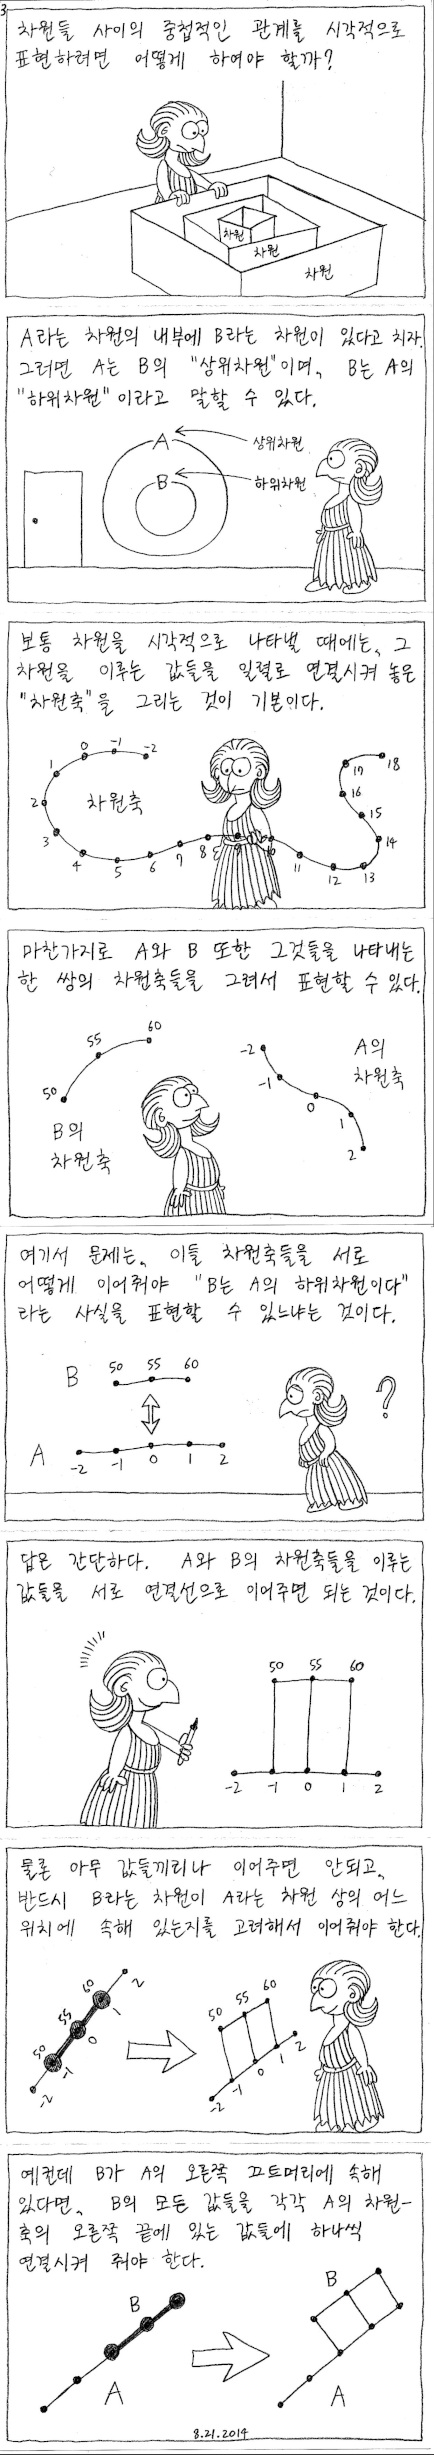 3
차원들 사이의 중첩적인 관계를 시각적으로
표현하려면 어떻게 하여야 할까?
차원
차원
차원
A라는 차원의 내부에 B라는 차원이 있다고 치자.
그러면 A는 B의 "상위차원"이며, B는 A의
"하위차원"이라고 말할 수 있다.
A
상위차원
B
하위차원
보통 차원을 시각적으로 나타낼 때에는, 그
차원을 이루는 값들을 일렬로 연결시켜 놓은
"차원축"을 그리는 것이 기본이다.
-2
-1
0
1
2
3
4
5
6
7
8
10
11
12
13
14
15
16
17
18
차원축
마찬가지로 A와 B 또한 그것들을 나타내는
한 쌍의 차원축들을 그려서 표현할 수 있다.
50
55
60
B의
차원축
-2
-1
0
1
2
A의
차원축
여기서 문제는, 이들 차원축들을 서로
어떻게 이어줘야 "B는 A의 하위차원이다"
라는 사실을 표현할 수 있느냐는 것이다.
B 50 55 60
A -2 -1 0 1 2
?
답은 간단하다. A와 B의 차원축들을 이루는
값들을 서로 연결선으로 이어주면 되는 것이다.
50 55 60
-2 -1 0 1 2
물론 아무 값들끼리나 이어주면 안되고,
반드시 B라는 차원이 A라는 차원 상의 어느
위치에 속해 있는지를 고려해서 이어줘야 한다.
50 55 60
-2 -1 0 1 2
50 55 60
-2 -1 0 1 2
예컨데 B가 A의 오른쪽 끄트머리에 속해
있다면, B의 모든 값들을 각각 A의 차원-
축의 오른쪽 끝에 있는 값들에 하나씩
연결시켜 줘야 한다.
B
A
B
A
8.21.2014